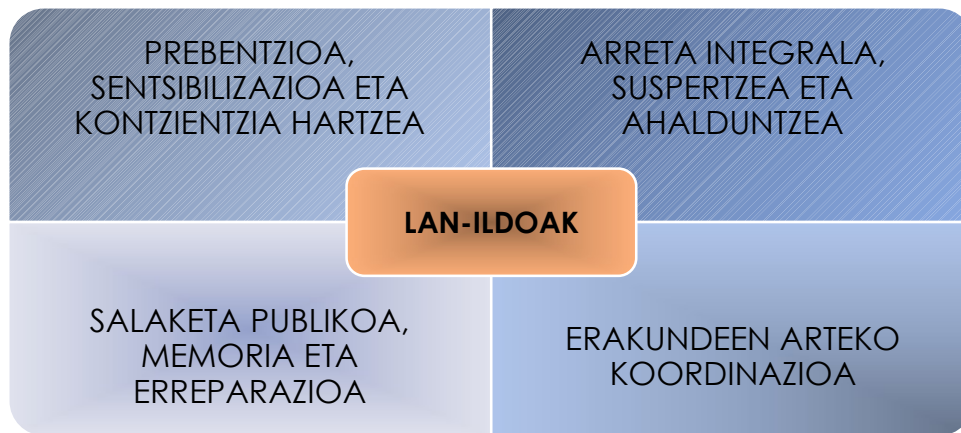 PREBENTZIOA,
SENTSIBILIZAZIOA ETA
KONTZIENTZIA HARTZEA
ARRETA INTEGRALA,
SUSPERTZEA ETA
AHALDUNTZEA
LAN-ILDOAK
SALAKETA PUBLIKOA,
MEMORIA ETA
ERREPARAZIOA
ERAKUNDEEN ARTEKO
KOORDINAZIOA